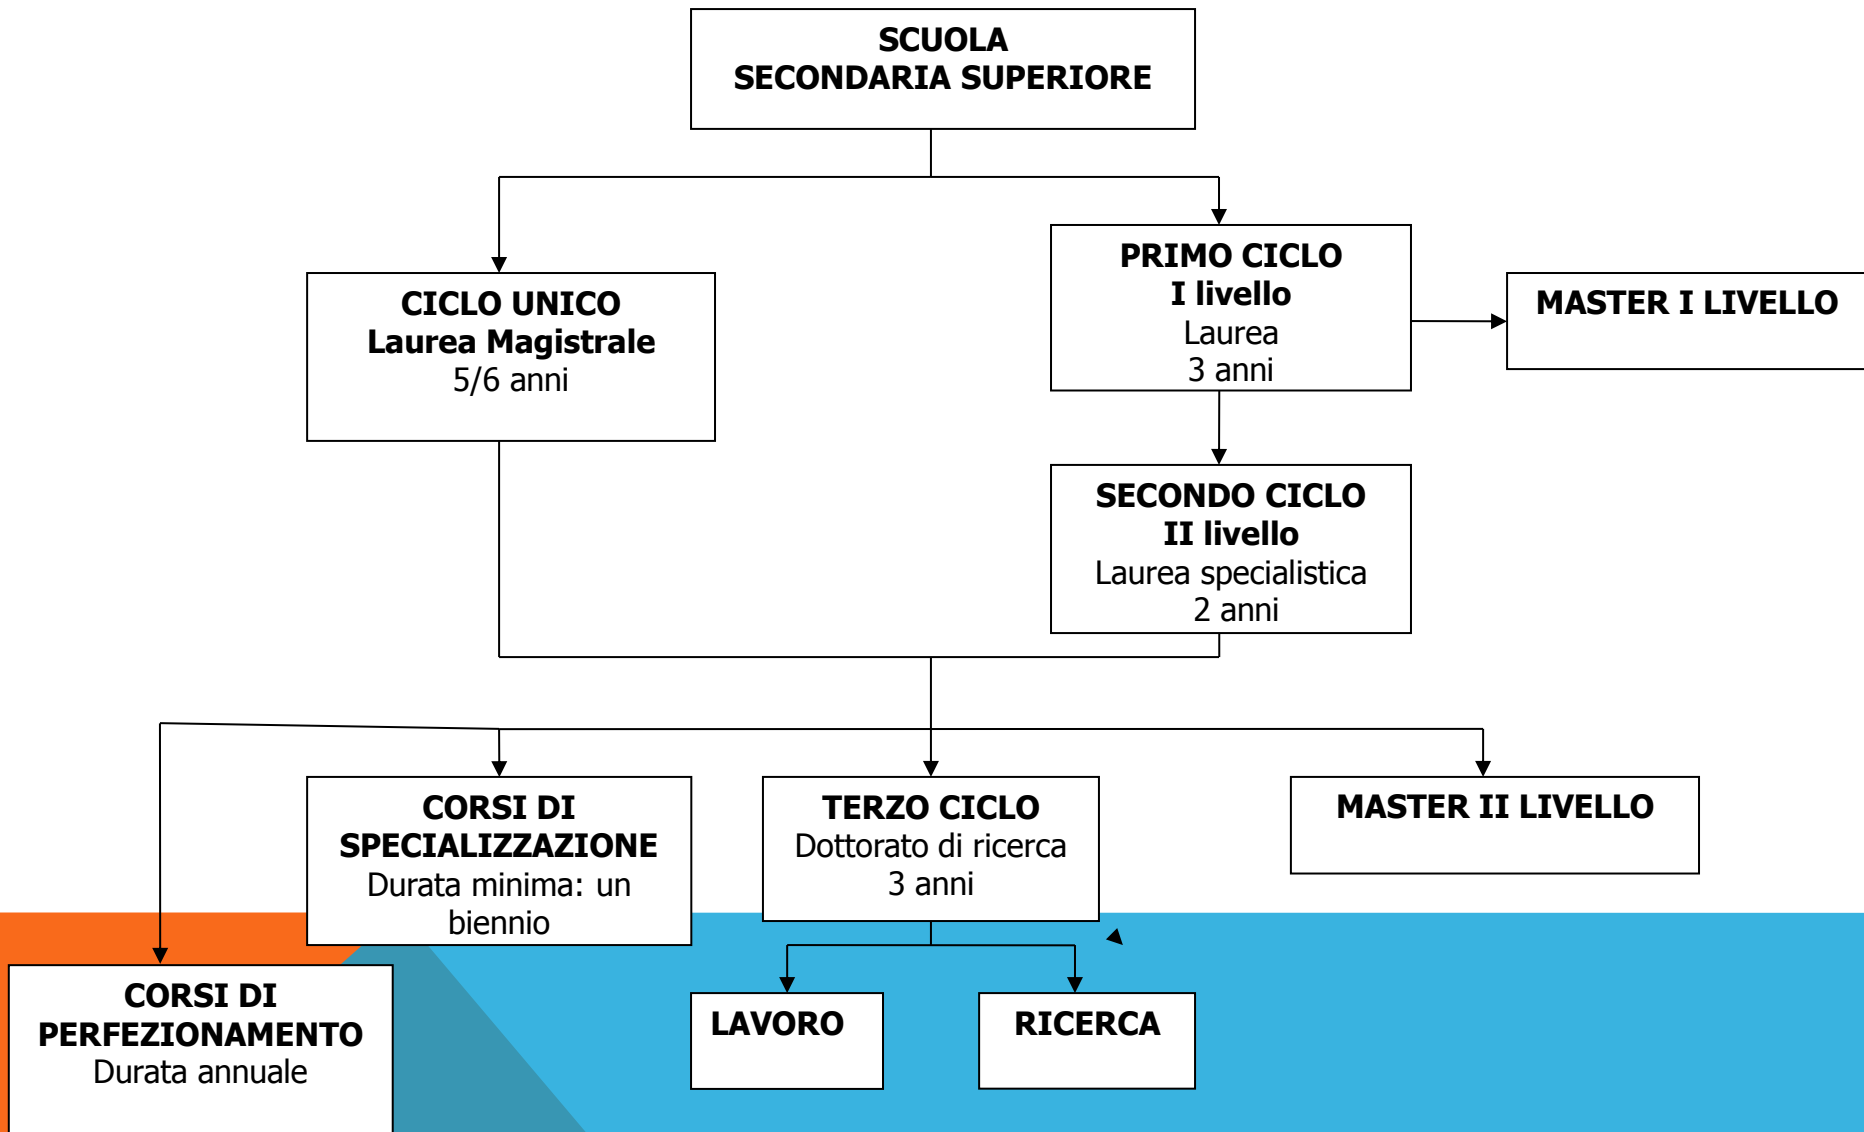 SCUOLA
SECONDARIA SUPERIORE
CICLO UNICO
Laurea Magistrale
5/6 anni
PRIMO CICLO
I livello
Laurea
3 anni
MASTER I LIVELLO
SECONDO CICLO
II livello
Laurea specialistica
2 anni
CORSI DI
SPECIALIZZAZIONE
Durata minima: un
biennio
TERZO CICLO
Dottorato di ricerca
3 anni
MASTER II LIVELLO
CORSI DI
PERFEZIONAMENTO
Durata annuale
LAVORO
RICERCA